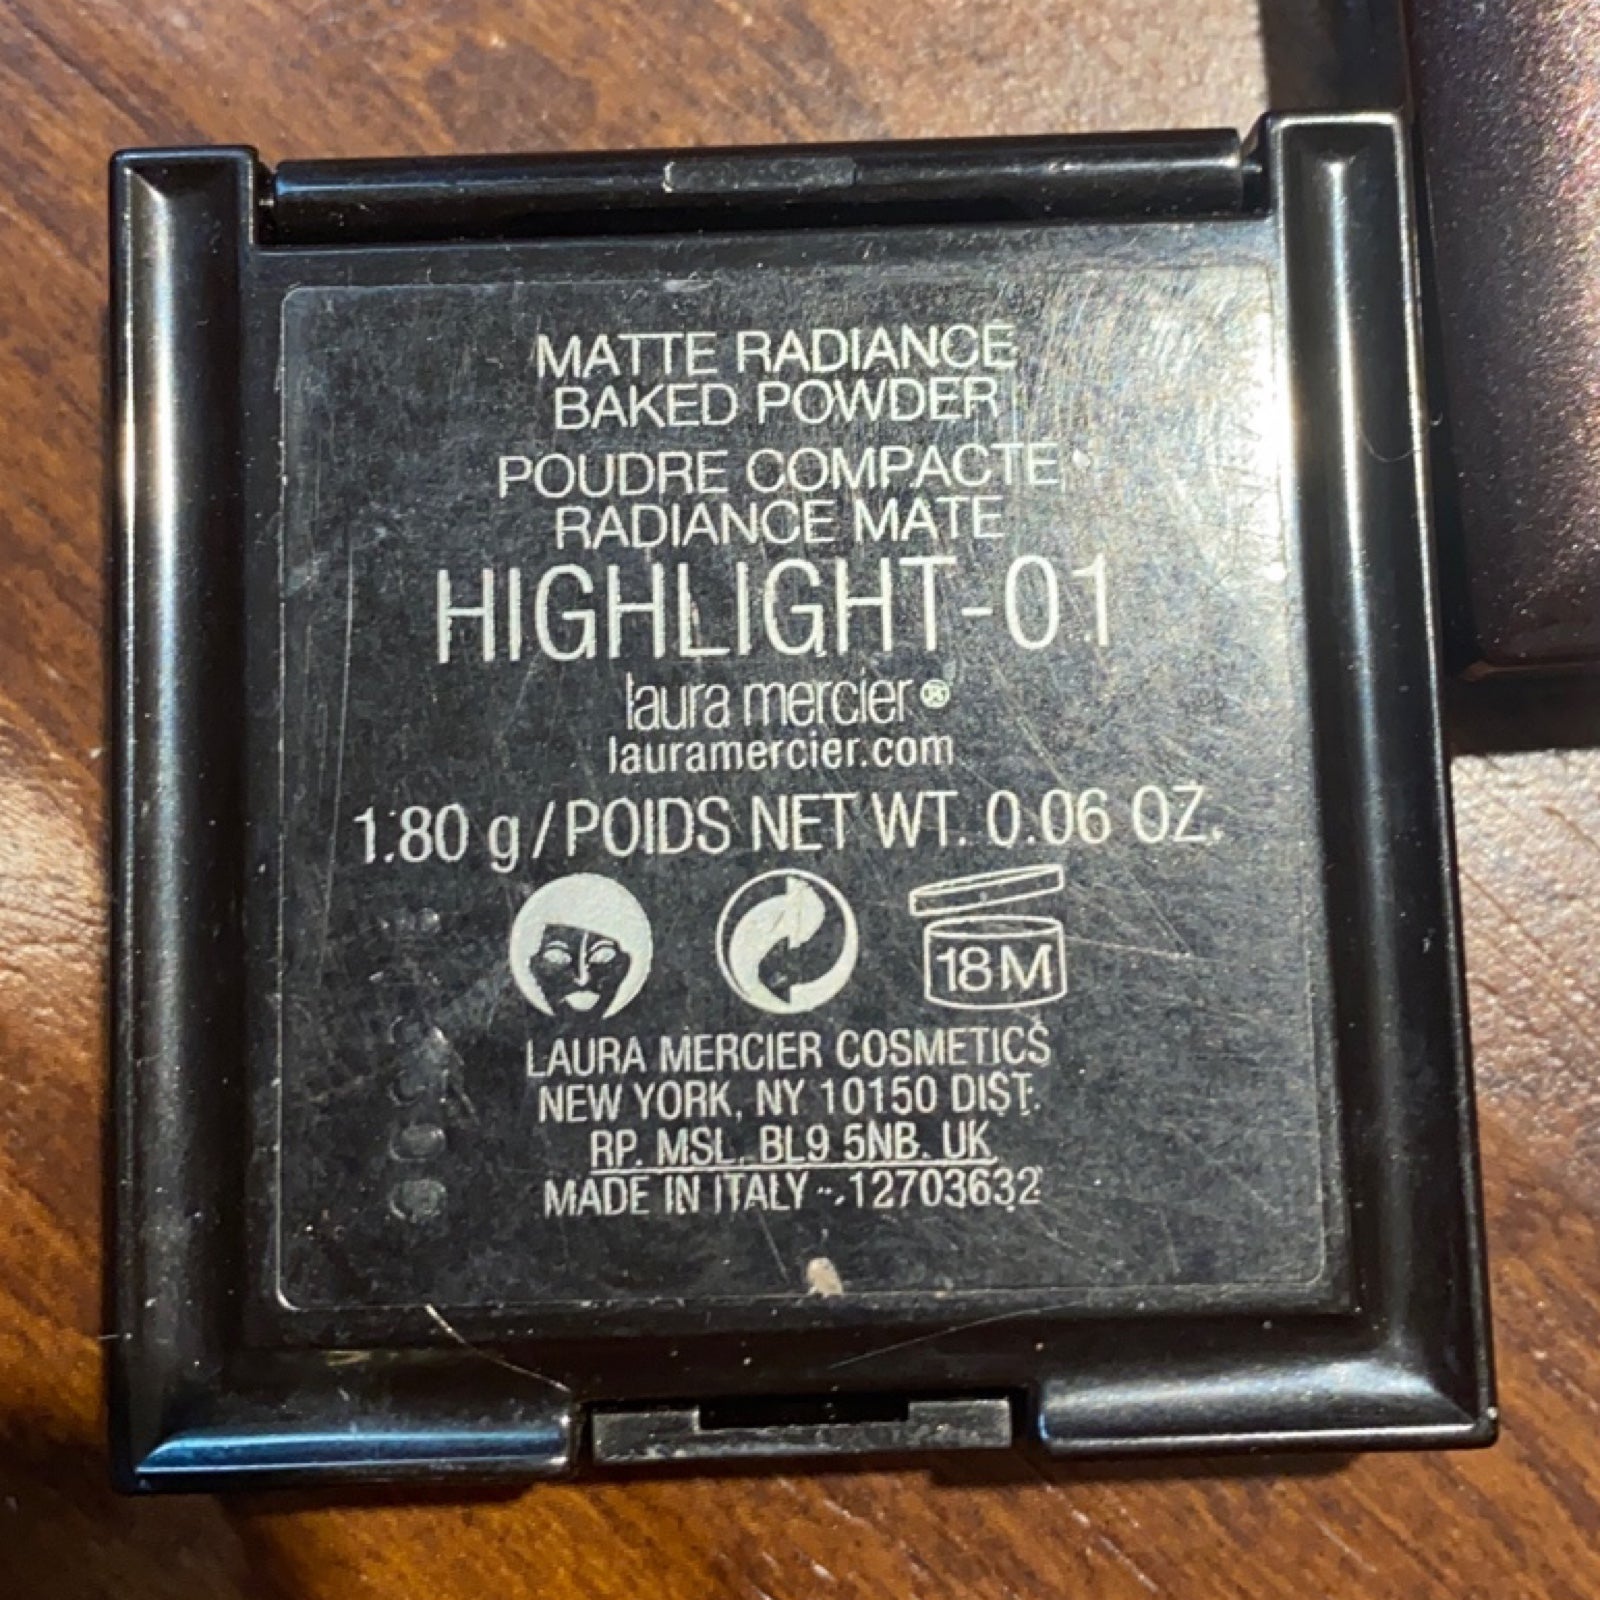 MATTE RADIANCE
BAKED POWDER
POUDRE COMPACTE
RADIANCE MATE
HIGHLIGHT-01
laura mercier®
lauramercier.com
1.80 g / POIDS NET WT. 0.06 OZ.
18M
LAURA MERCIER COSMETICS
NEW YORK, NY 10150 DIST.
RP. MSL. BL9 5NB. UK
MADE IN ITALY - 12703632